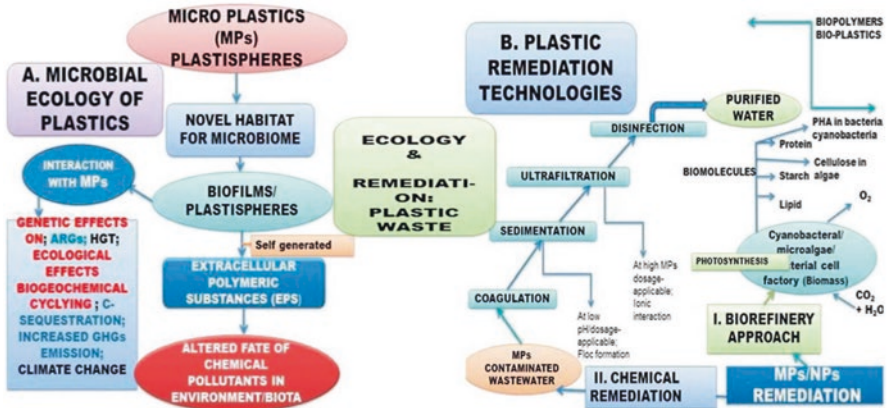 MICRO PLASTICS
(MPs)
PLASTISPHERES
A. MICROBIAL
ECOLOGY OF
PLASTICS
NOVEL HABITAT
FOR MICROBIOME
INTERACTION
WITH MPs
BIOFILMS/
PLASTISPHERES
GENETIC EFFECTS
ON; ARGs; HGT;
ECOLOGICAL
EFFECTS
BIOGEOCHEMICAL
CYCLYING ; C-
SEQUESTRATION;
INCREASED GHGs
EMISSION;
CLIMATE CHANGE
Self generated
EXTRACELLULAR
POLYMERIC
SUBSTANCES (EPS)
ALTERED FATE OF
CHEMICAL
POLLUTANTS IN
ENVIRONMENT/BIOTA
ECOLOGY
&
REMEDIATI-
ON:
PLASTIC
WASTE
B. PLASTIC
REMEDIATION
TECHNOLOGIES
PURIFIED
WATER
DISINFECTION
ULTRAFILTRATION
SEDIMENTATION
COAGULATION
At high MPs
dosage-
applicable;
Ionic
interaction
At low
pH/dosage-
applicable;
Floc formation
MPs
CONTAMINATED
WASTEWATER
II. CHEMICAL
REMEDIATION
MPs/NPs
REMEDIATION
I. BIOREFINERY
APPROACH
BIOPOLYMERS
BIO-PLASTICS
PHA in bacteria
cyanobacteria
Protein
Cellulose in
algae
BIOMOLECULES
Starch
Lipid
O2
Cyanobacteral/
microalgae/
terial cell
factory (Biomass)
PHOTOSYNTHESIS
CO2
+ H2O